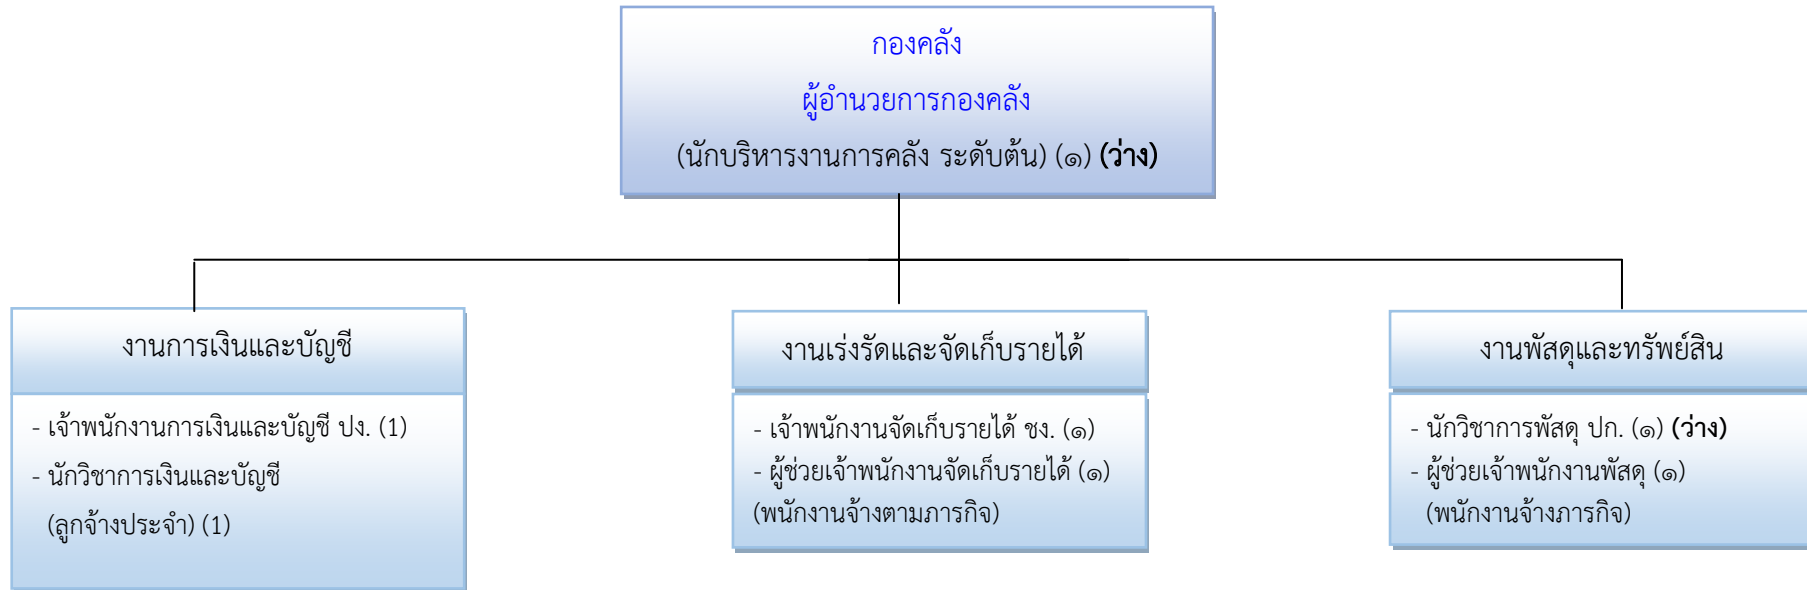 กองคลัง
ผู้อำนวยการกองคลัง
(นักบริหารงานการคลัง ระดับต้น) (๑) (ว่าง)
งานการเงินและบัญชี
- เจ้าพนักงานการเงินและบัญชี ปง. (1)
- นักวิชาการเงินและบัญชี
(ลูกจ้างประจำ) (1)
งานเร่งรัดและจัดเก็บรายได้
- เจ้าพนักงานจัดเก็บรายได้ ชง. (๑)
- ผู้ช่วยเจ้าพนักงานจัดเก็บรายได้ (๑)
(พนักงานจ้างตามภารกิจ)
งานพัสดุและทรัพย์สิน
- นักวิชาการพัสดุ ปก. (๑) (ว่าง)
- ผู้ช่วยเจ้าพนักงานพัสดุ (๑)
(พนักงานจ้างภารกิจ)